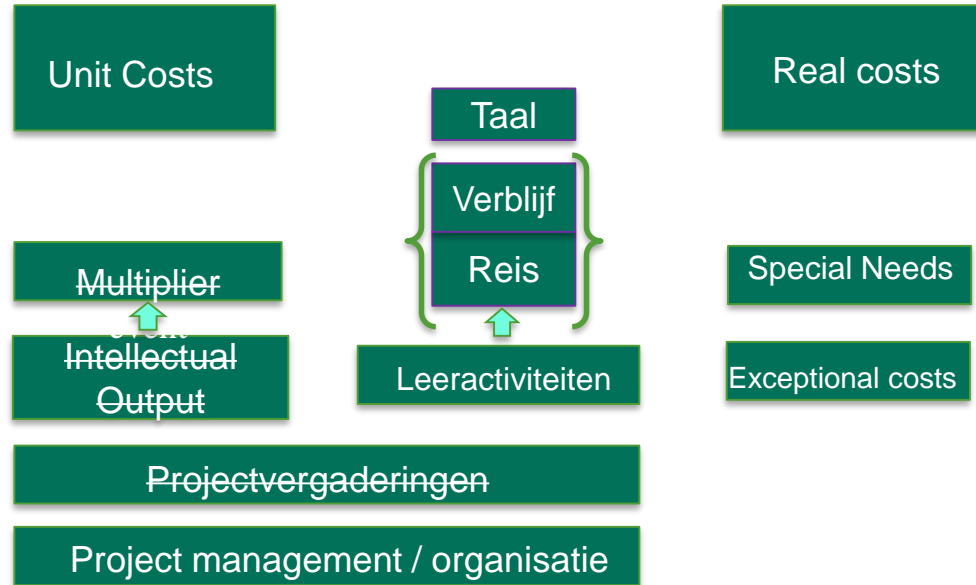 Unit Costs
Real costs
Taal
Verblijf
Reis
Multiplier
event
Special Needs
Intellectual
Output
Leeractiviteiten
Exceptional costs
Projectvergaderingen
Project management / organisatie